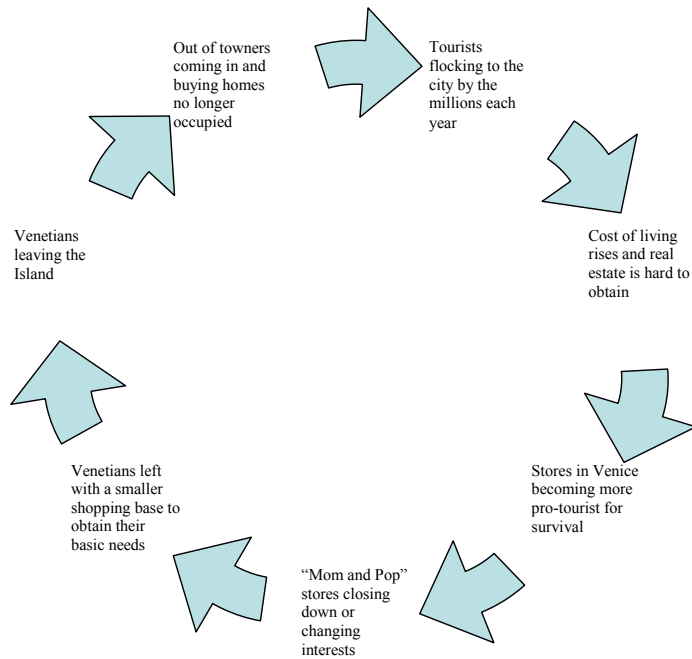 Out of towners
coming in and
buying homes
no longer
occupied
Tourists
flocking to the
city by the
millions each
year
Cost of living
rises and real
estate is hard to
obtain
Stores in Venice
becoming more
pro-tourist for
survival
“Mom and Pop”
stores closing
down or
changing
interests
Venetians left
with a smaller
shopping base to
obtain their
basic needs
Venetians
leaving the
Island